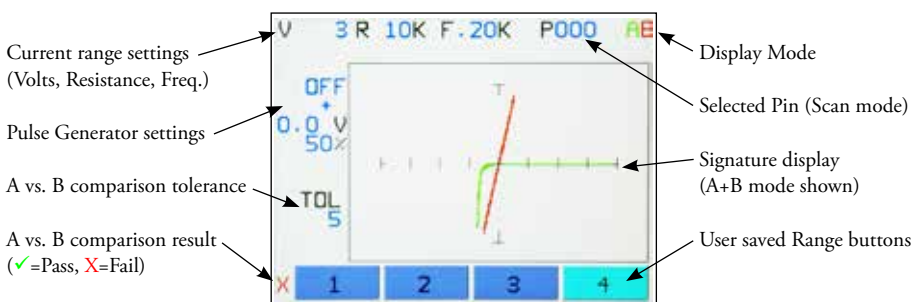 V 3 R 10K F.20K P000 AB
Current range settings
(Volts, Resistance, Freq.)
Display Mode
OFF
+
0.0 V
50%
Selected Pin (Scan mode)
Pulse Generator settings
Signature display
(A+B mode shown)
A vs. B comparison tolerance
TOL
5
A vs. B comparison result
(✓=Pass, X=Fail)
User saved Range buttons
X 1 2 3 4